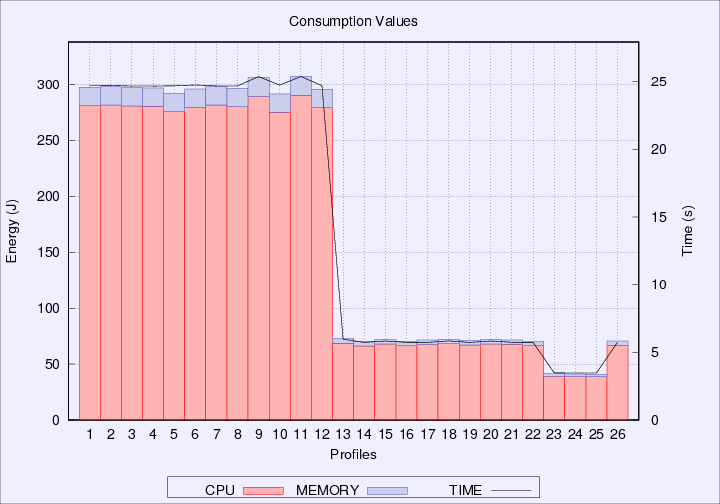 Consumption Values
Energy (J)
300
250
200
150
100
50
0
25
20
15
10
5
0
Time (s)
1 2 3 4 5 6 7 8 9 10 11 12 13 14 15 16 17 18 19 20 21 22 23 24 25 26
Profiles
CPU MEMORY TIME